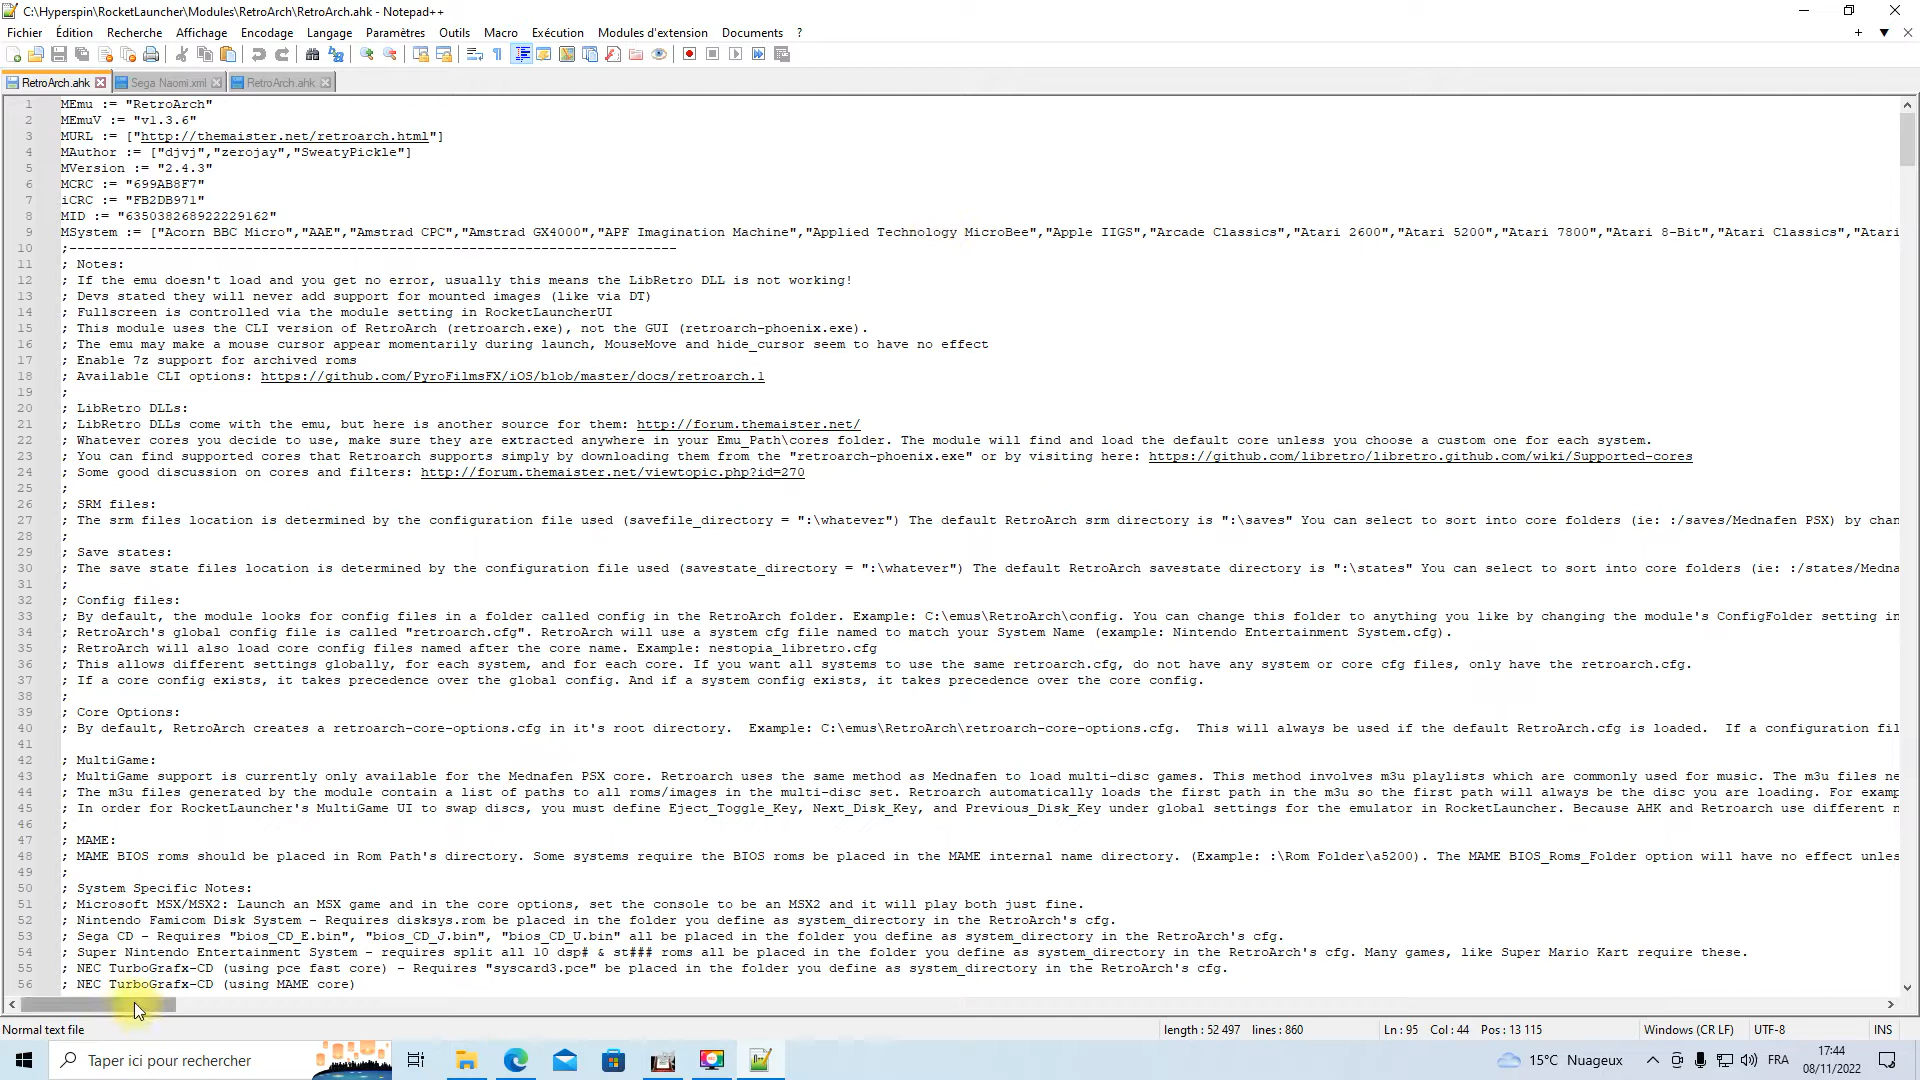 C:\Hyperspin\RocketLauncher\Modules\RetroArch\RetroArch.ahk - Notepad++
Fichier Édition Recherche Affichage Encodage Langage Paramètres Outils Macro Exécution Modules d'extension Documents ?
RetroArch.ahk Sega Naomi.xml RetroArch.ahk
1 MEmu := "RetroArch"
2 MEmuV := "v1.3.6"
3 MURL := ["http://themaister.net/retroarch.html"]
4 MAuthor := ["djvj","zerojay","SweatyPickle"]
5 MVersion := "2.4.3"
6 MCRC := "699AB8F7"
7 iCRC := "FB2DB971"
8 MID := "635038268922229162"
9 MSystem := ["Acorn BBC Micro","AAE","Amstrad CPC","Amstrad GX4000","APF Imagination Machine","Applied Technology MicroBee","Apple IIGS","Arcade Classics","Atari 2600","Atari 5200","Atari 7800","Atari 8-Bit","Atari Classics","Atari
10 ;----------------------------------------------------------------------------
11 ; Notes:
12 ; If the emu doesn't load and you get no error, usually this means the LibRetro DLL is not working!
13 ; Devs stated they will never add support for mounted images (like via DT)
14 ; Fullscreen is controlled via the module setting in RocketLauncherUI
15 ; This module uses the CLI version of RetroArch (retroarch.exe), not the GUI (retroarch-phoenix.exe).
16 ; The emu may make a mouse cursor appear momentarily during launch, MouseMove and hide_cursor seem to have no effect
17 ; Enable 7z support for archived roms
18 ; Available CLI options: https://github.com/PyroFilmsFX/iOS/blob/master/docs/retroarch.1
19 ;
20 ; LibRetro DLLs:
21 ; LibRetro DLLs come with the emu, but here is another source for them: http://forum.themaister.net/
22 ; Whatever cores you decide to use, make sure they are extracted anywhere in your Emu_Path\cores folder. The module will find and load the default core unless you choose a custom one for each system.
23 ; You can find supported cores that Retroarch supports simply by downloading them from the "retroarch-phoenix.exe" or by visiting here: https://github.com/libretro/libretro.github.com/wiki/Supported-cores
24 ; Some good discussion on cores and filters: http://forum.themaister.net/viewtopic.php?id=270
25 ;
26 ; SRM files:
27 ; The srm files location is determined by the configuration file used (savefile_directory = ":\whatever") The default RetroArch srm directory is ":\saves" You can select to sort into core folders (ie: :/saves/Mednafen PSX) by chan
28 ;
29 ; Save states:
30 ; The save state files location is determined by the configuration file used (savestate_directory = ":\whatever") The default RetroArch savestate directory is ":\states" You can select to sort into core folders (ie: :/states/Medna
31 ;
32 ; Config files:
33 ; By default, the module looks for config files in a folder called config in the RetroArch folder. Example: C:\emus\RetroArch\config. You can change this folder to anything you like by changing the module's ConfigFolder setting in
34 ; RetroArch's global config file is called "retroarch.cfg". RetroArch will use a system cfg file named to match your System Name (example: Nintendo Entertainment System.cfg).
35 ; RetroArch will also load core config files named after the core name. Example: nestopia_libretro.cfg
36 ; This allows different settings globally, for each system, and for each core. If you want all systems to use the same retroarch.cfg, do not have any system or core cfg files, only have the retroarch.cfg.
37 ; If a core config exists, it takes precedence over the global config. And if a system config exists, it takes precedence over the core config.
38 ;
39 ; Core Options:
40 ; By default, RetroArch creates a retroarch-core-options.cfg in it's root directory.  Example: C:\emus\RetroArch\retroarch-core-options.cfg.  This will always be used if the default RetroArch.cfg is loaded.  If a configuration fil
41 ;
42 ; MultiGame:
43 ; MultiGame support is currently only available for the Mednafen PSX core. Retroarch uses the same method as Mednafen to load multi-disc games. This method involves m3u playlists which are commonly used for music. The m3u files ne
44 ; The m3u files generated by the module contain a list of paths to all roms/images in the multi-disc set. Retroarch automatically loads the first path in the m3u so the first path will always be the disc you are loading. For examp
45 ; In order for RocketLauncher's MultiGame UI to swap discs, you must define Eject_Toggle_Key, Next_Disk_Key, and Previous_Disk_Key under global settings for the emulator in RocketLauncher. Because AHK and Retroarch use different n
46 ;
47 ; MAME:
48 ; MAME BIOS roms should be placed in Rom Path's directory. Some systems require the BIOS roms be placed in the MAME internal name directory. (Example: :\Rom Folder\a5200). The MAME BIOS_Roms_Folder option will have no effect unles
49 ;
50 ; System Specific Notes:
51 ; Microsoft MSX/MSX2: Launch an MSX game and in the core options, set the console to be an MSX2 and it will play both just fine.
52 ; Nintendo Famicom Disk System - Requires disksys.rom be placed in the folder you define as system_directory in the RetroArch's cfg.
53 ; Sega CD - Requires "bios_CD_E.bin", "bios_CD_J.bin", "bios_CD_U.bin" all be placed in the folder you define as system_directory in the RetroArch's cfg.
54 ; Super Nintendo Entertainment System - requires split all 10 dsp# & st### roms all be placed in the folder you define as system_directory in the RetroArch's cfg. Many games, like Super Mario Kart require these.
55 ; NEC TurboGrafx-CD (using pce fast core) - Requires "syscard3.pce" be placed in the folder you define as system_directory in the RetroArch's cfg.
56 ; NEC TurboGrafx-CD (using MAME core)
Normal text file length : 52 497 lines : 860 Ln : 95 Col : 44 Pos : 13 115 Windows (CR LF) UTF-8 INS
Taper ici pour rechercher 15°C Nuageux FRA 17:44
08/11/2022